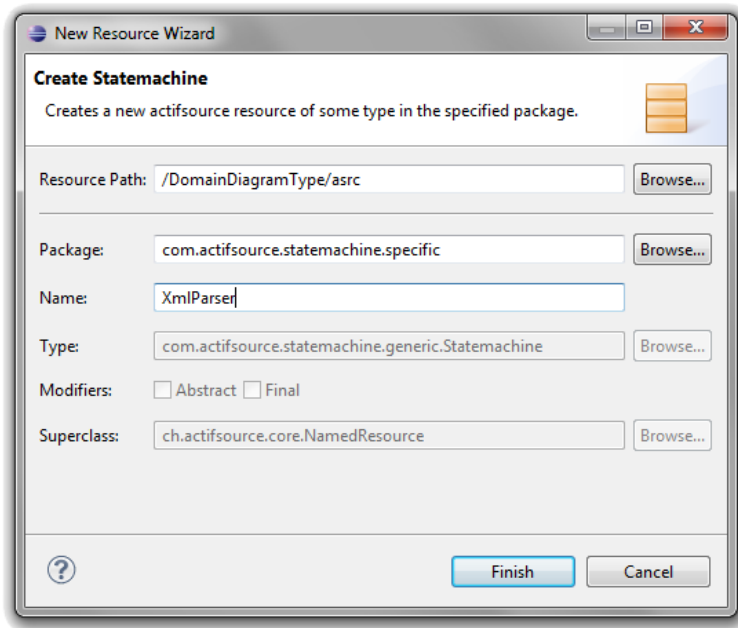 New Resource Wizard
Create Statemachine
Creates a new actifsource resource of some type in the specified package.
Resource Path: /DomainDiagramType/asrc Browse...
Package: com.actifsource.statemachine.specific Browse...
Name: XmlParser
Type: com.actifsource.statemachine.generic.Statemachine Browse...
Modifiers: Abstract Final
Superclass: ch.actifsource.core.NamedResource Browse...
? Finish Cancel